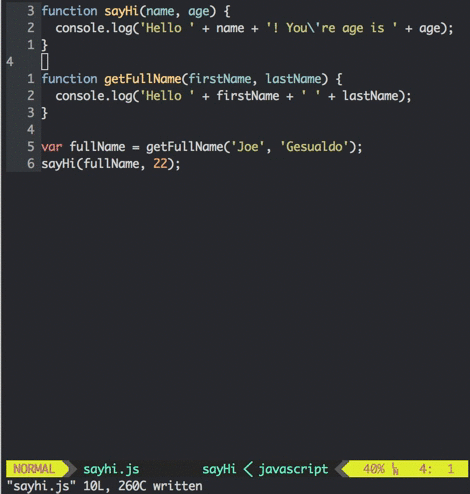 3 function sayHi(name, age) {
2   console.log('Hello ' + name + '! You\'re age is ' + age);
1 }
4
1 function getFullName(firstName, lastName) {
2   console.log('Hello ' + firstName + ' ' + lastName);
3 }
4
5 var fullName = getFullName('Joe', 'Gesualdo');
6 sayHi(fullName, 22);
NORMAL sayhi.js sayHi < javascript 40% LN 4: 1
"sayhi.js" 10L, 260C written